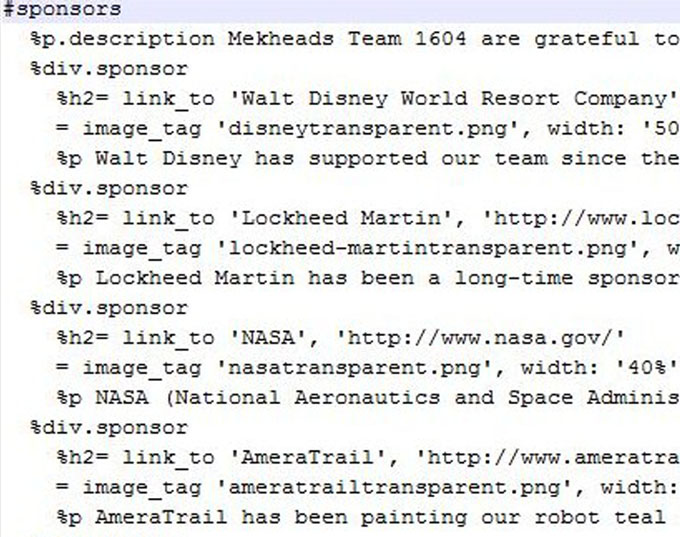 #sponsors
%p.description Mekheads Team 1604 are grateful to
%div.sponsor
%h2= link_to 'Walt Disney World Resort Company'
= image_tag 'disneytransparent.png', width: '50
%p Walt Disney has supported our team since the
%div.sponsor
%h2= link_to 'Lockheed Martin', 'http://www.loc
= image_tag 'lockheed-martintransparent.png', w
%p Lockheed Martin has been a long-time sponsor
%div.sponsor
%h2= link_to 'NASA', 'http://www.nasa.gov/'
= image_tag 'nasatransparent.png', width: '40%'
%p NASA (National Aeronautics and Space Adminis
%div.sponsor
%h2= link_to 'AmeraTrail', 'http://www.ameratra
= image_tag 'ameratrailtransparent.png', width:
%p AmeraTrail has been painting our robot teal